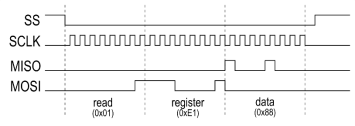 SS
SCLK
MISO
MOSI
read register data
(0x01) (0xE1) (0x88)